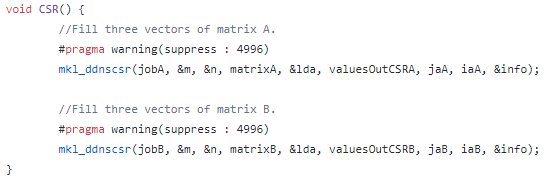 void CSR() {
//Fill three vectors of matrix A.
#pragma warning(suppress : 4996)
mkl_ddnscsr(jobA, &m, &n, matrixA, &lda, valuesOutCSRA, jaA, iaA, &info);
//Fill three vectors of matrix B.
#pragma warning(suppress : 4996)
mkl_ddnscsr(jobB, &m, &n, matrixB, &lda, valuesOutCSRB, jaB, iaB, &info);
}